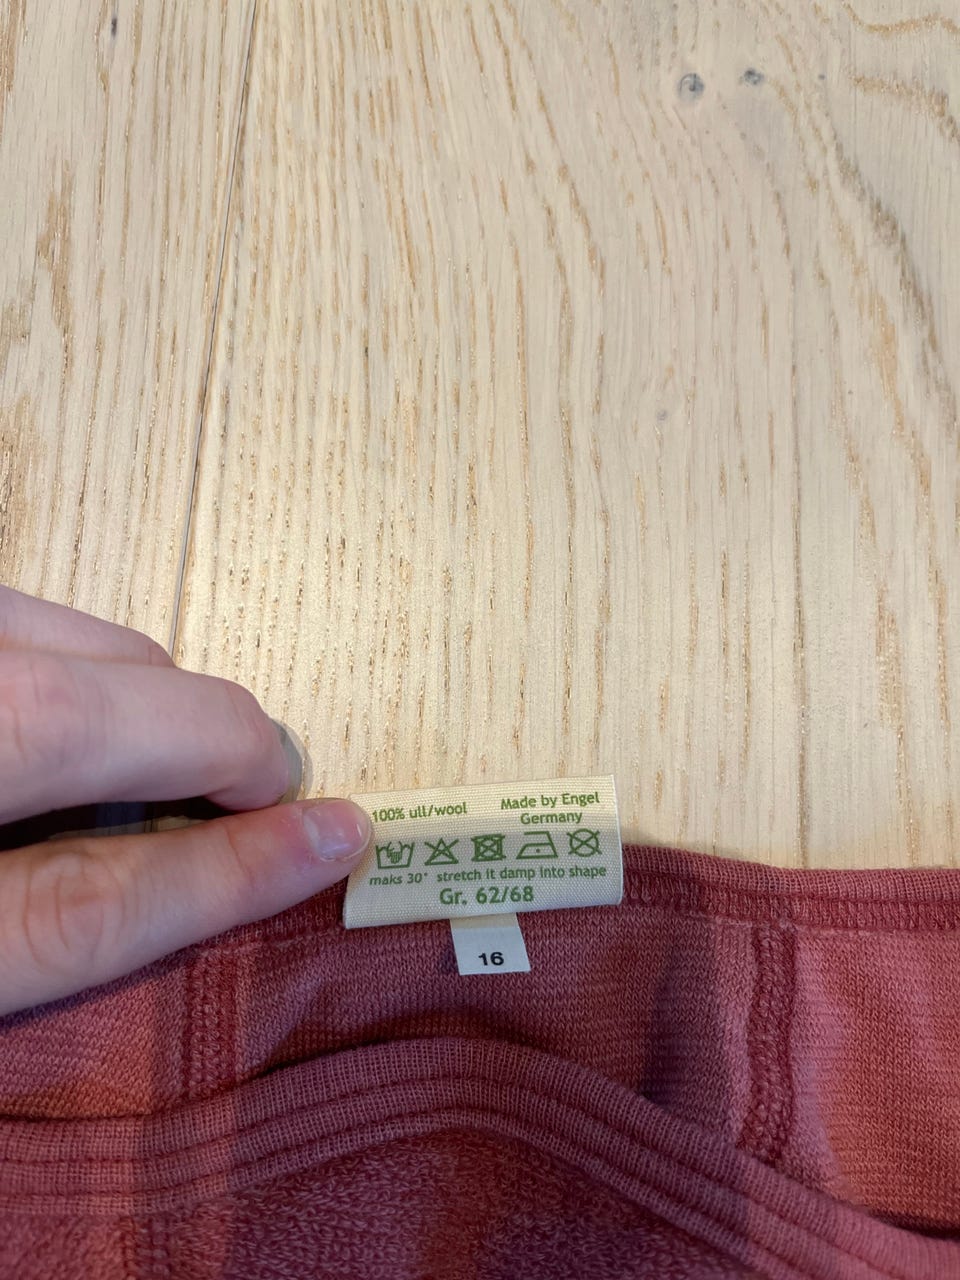 100% ull/wool
Made by Engel
Germany
maks 30° stretch it damp into shape
Gr. 62/68
16